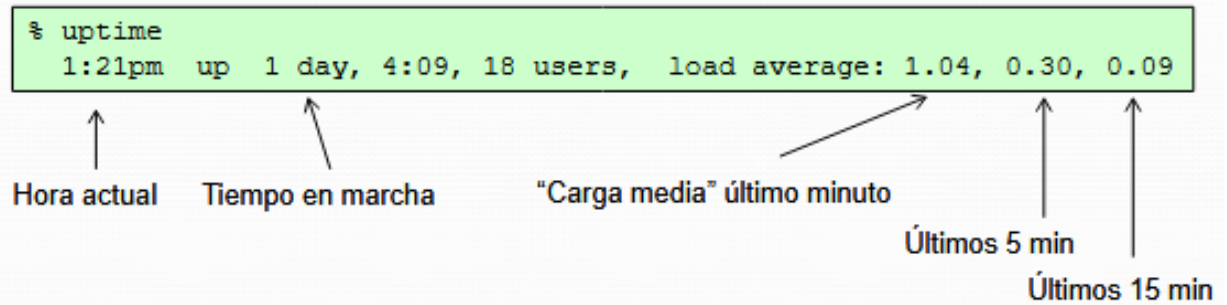 % uptime
1:21pm up 1 day, 4:09, 18 users, load average: 1.04, 0.30, 0.09
Hora actual
Tiempo en marcha
“Carga media” último minuto
Últimos 5 min
Últimos 15 min